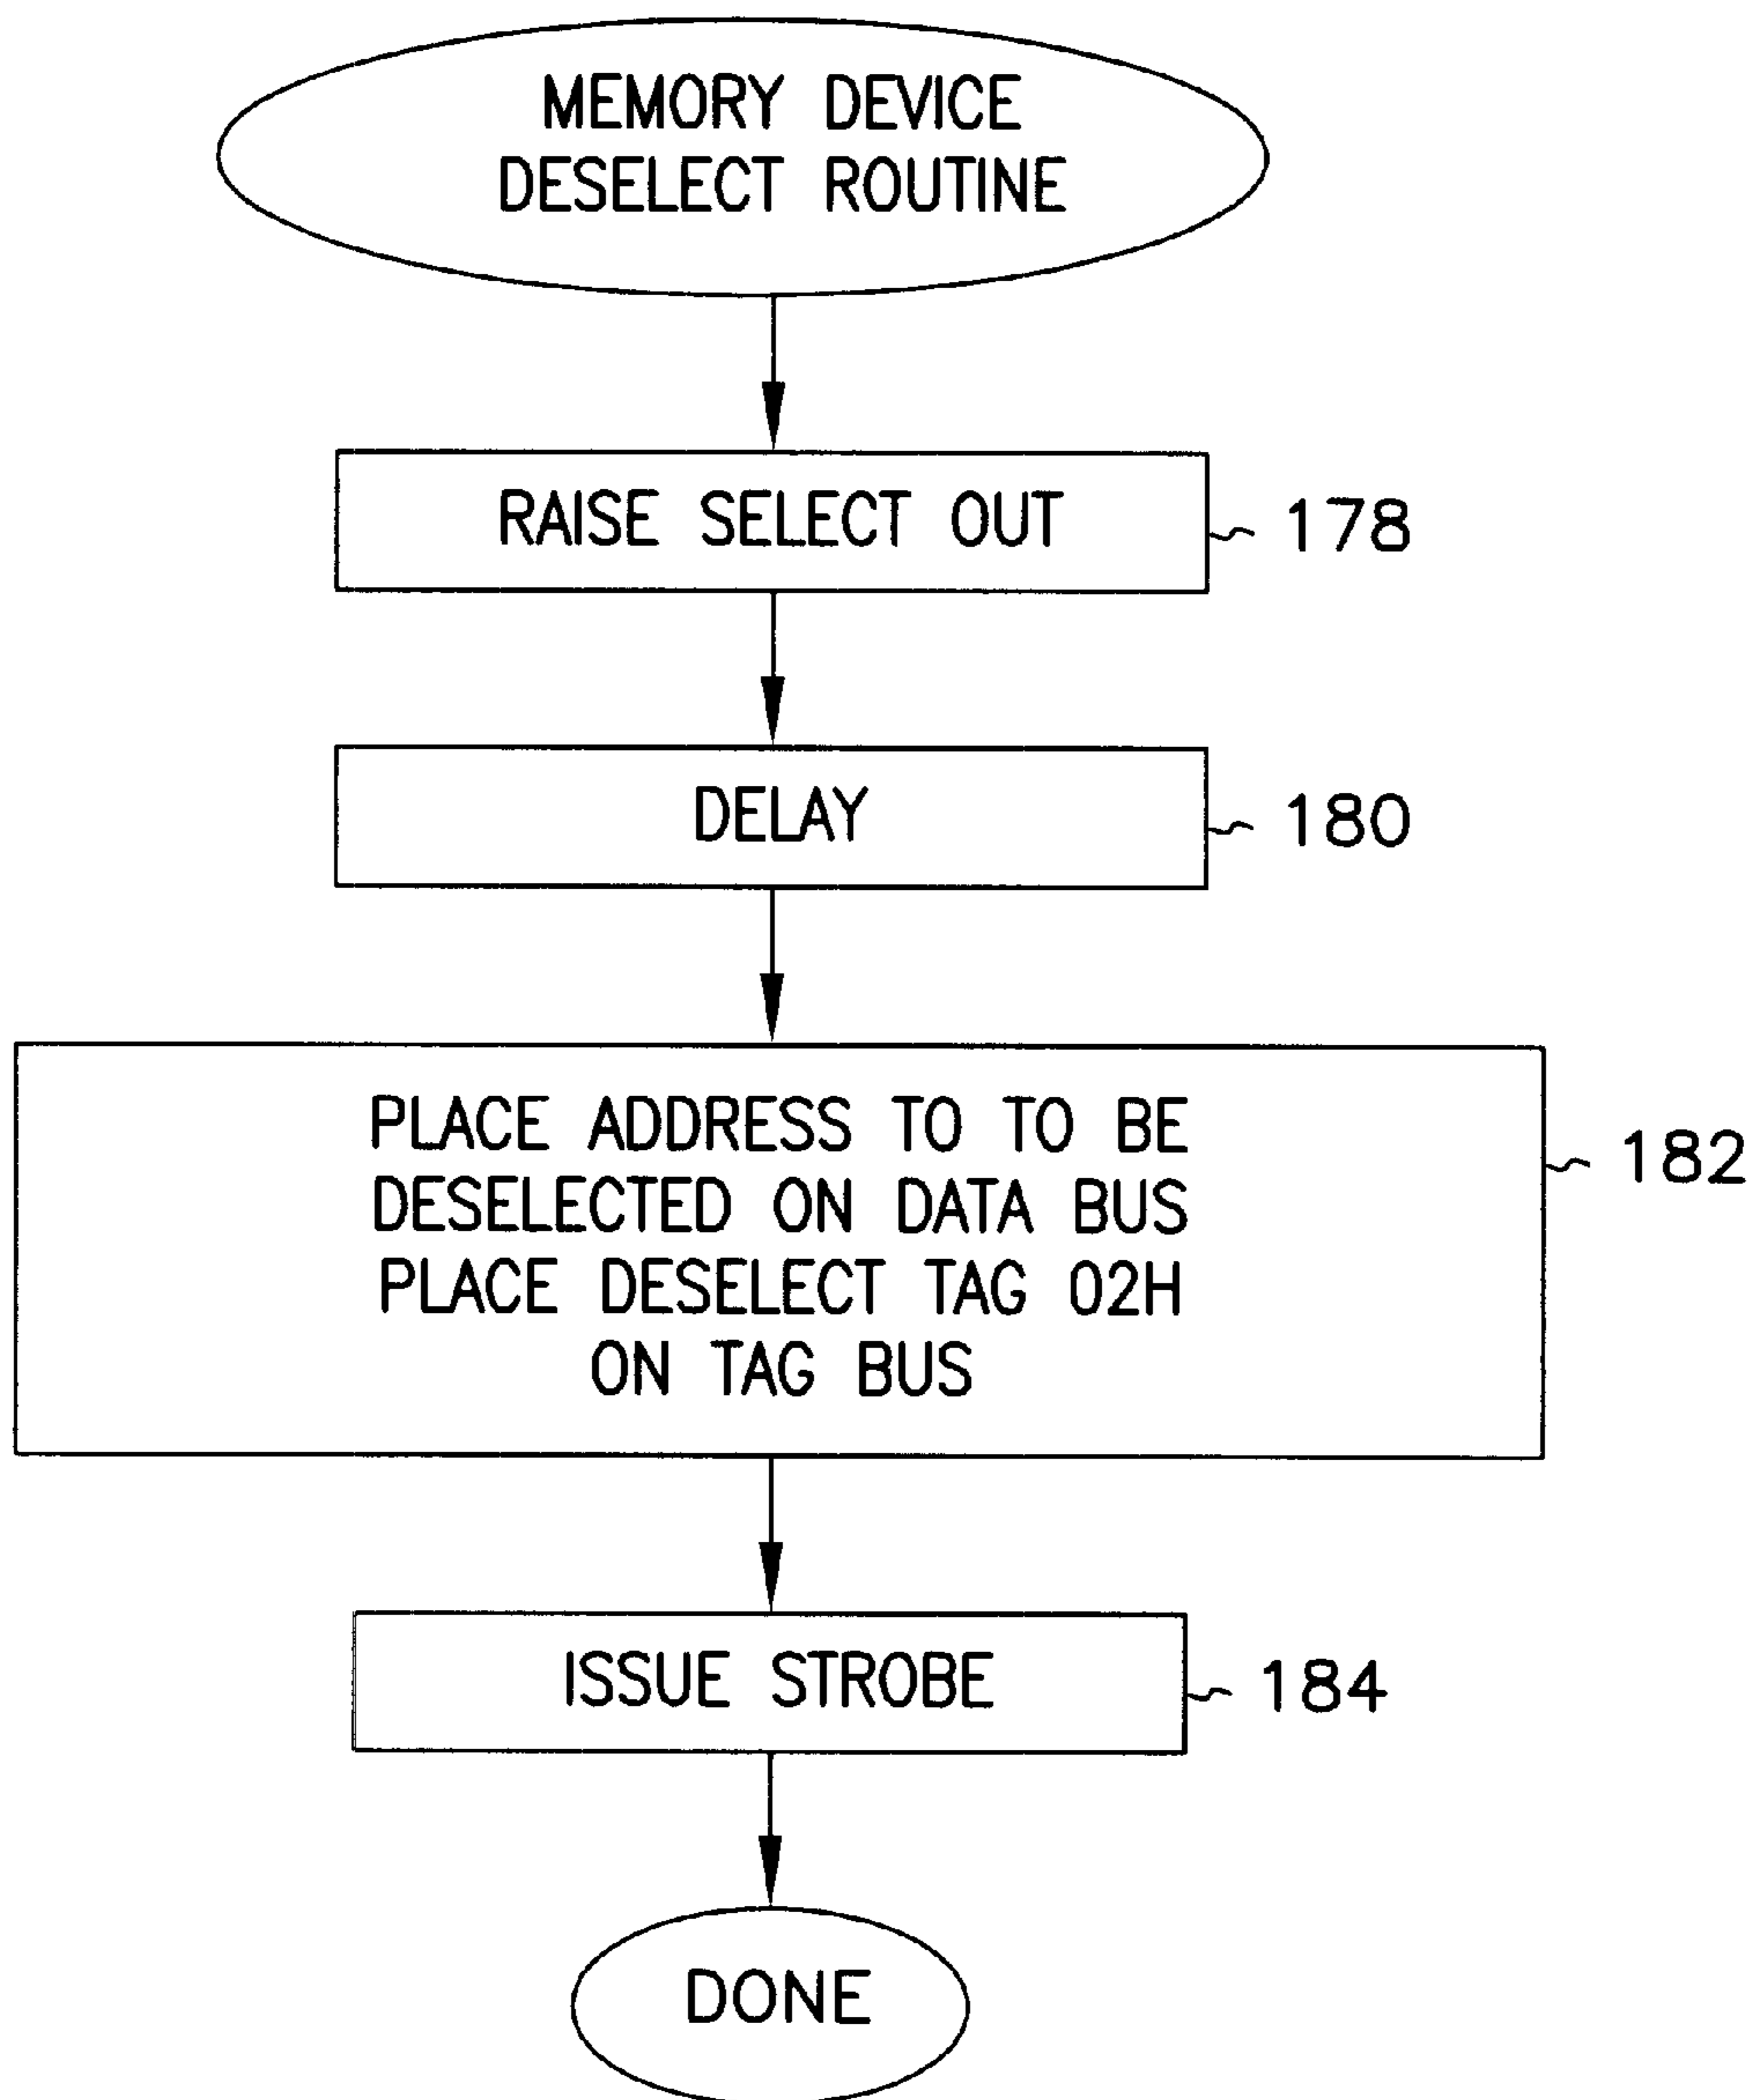 MEMORY DEVICE
DESELECT ROUTINE
RAISE SELECT OUT
178
DELAY
180
PLACE ADDRESS TO TO BE
DESELECTED ON DATA BUS
PLACE DESELECT TAG 02H
ON TAG BUS
182
ISSUE STROBE
184
DONE